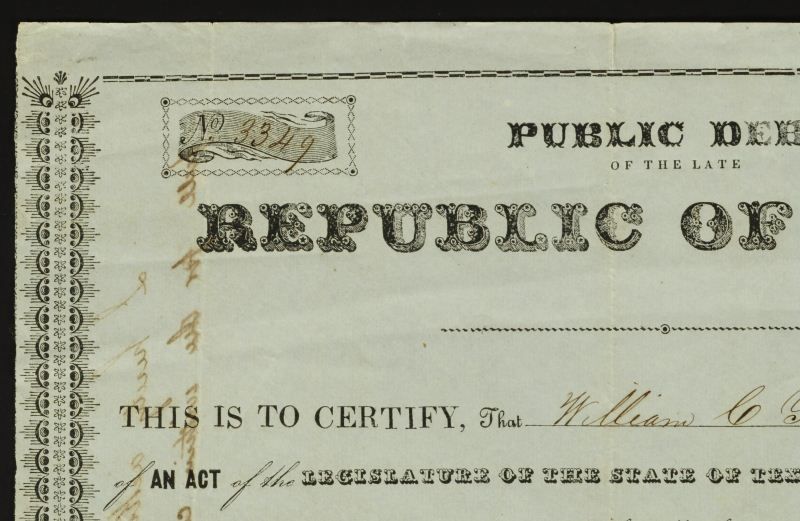 No 3349
PUBLIC DEB
OF THE LATE
REPUBLIC OF
THIS IS TO CERTIFY, That William C
of AN ACT of the LEGISLATURE OF THE STATE OF TEX